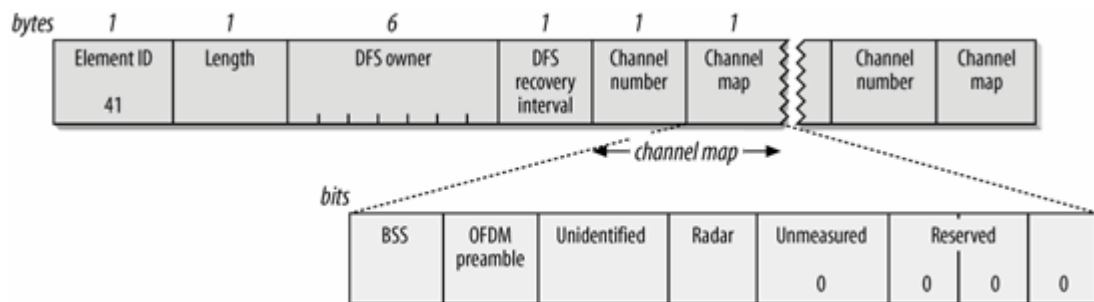 bytes 1 1 6 1 1 1
Element ID Length DFS owner DFS Channel Channel Channel Channel
recovery number map number map
41 interval
channel map
bits
BSS OFDM Unidentified Radar Unmeasured Reserved
preamble
0 0 0 0